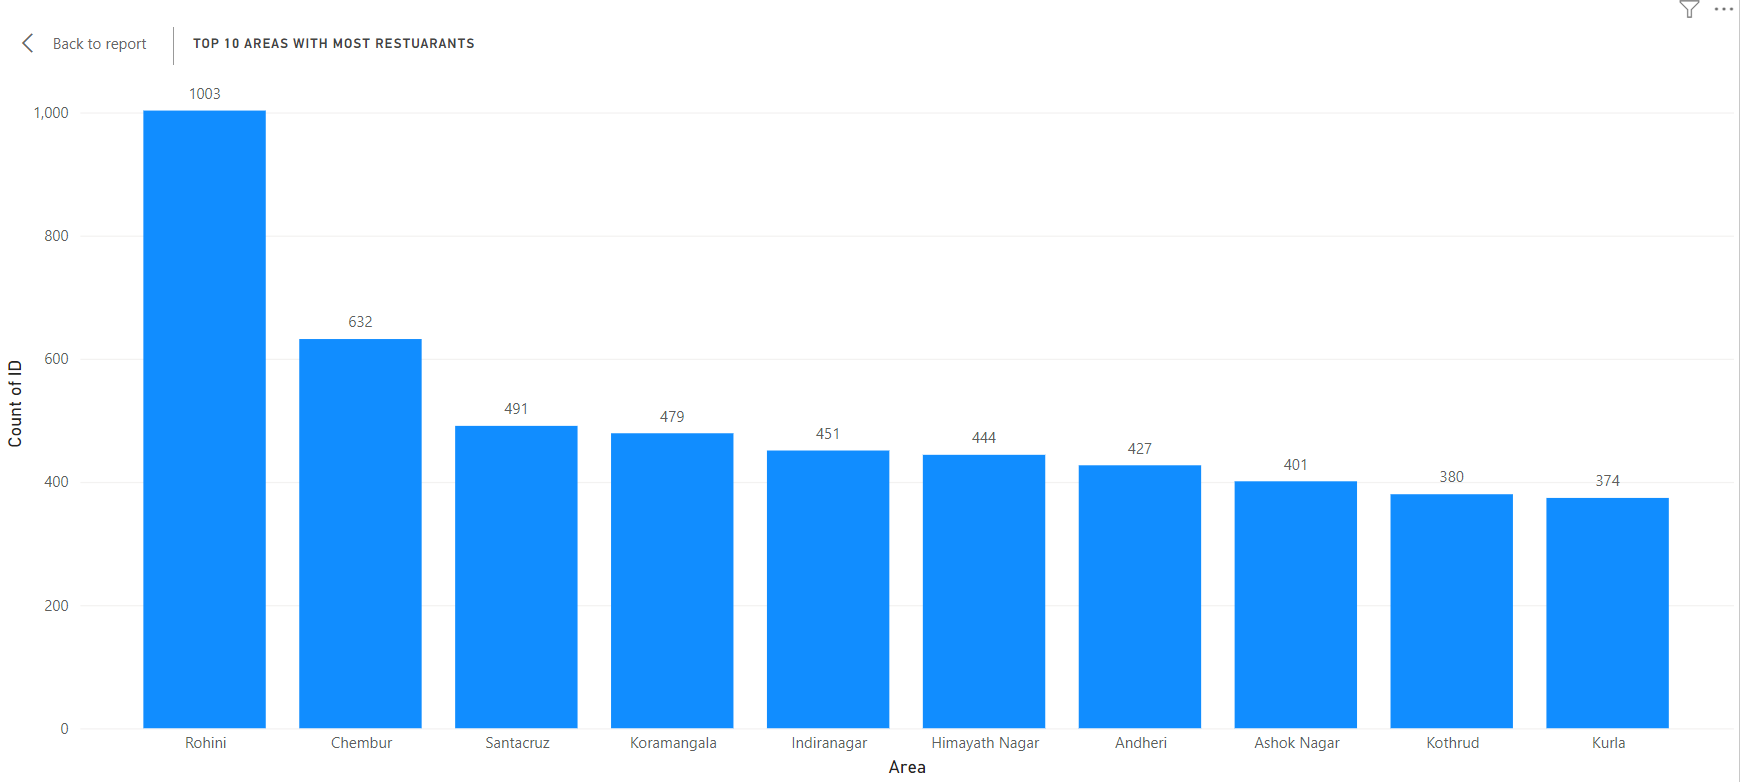 Back to report
TOP 10 AREAS WITH MOST RESTUARANTS
1003
1,000
800
632
600
491
479
451
444
427
401
380
374
400
200
0
Count of ID
Rohini
Chembur
Santacruz
Koramangala
Indiranagar
Himayath Nagar
Andheri
Ashok Nagar
Kothrud
Kurla
Area